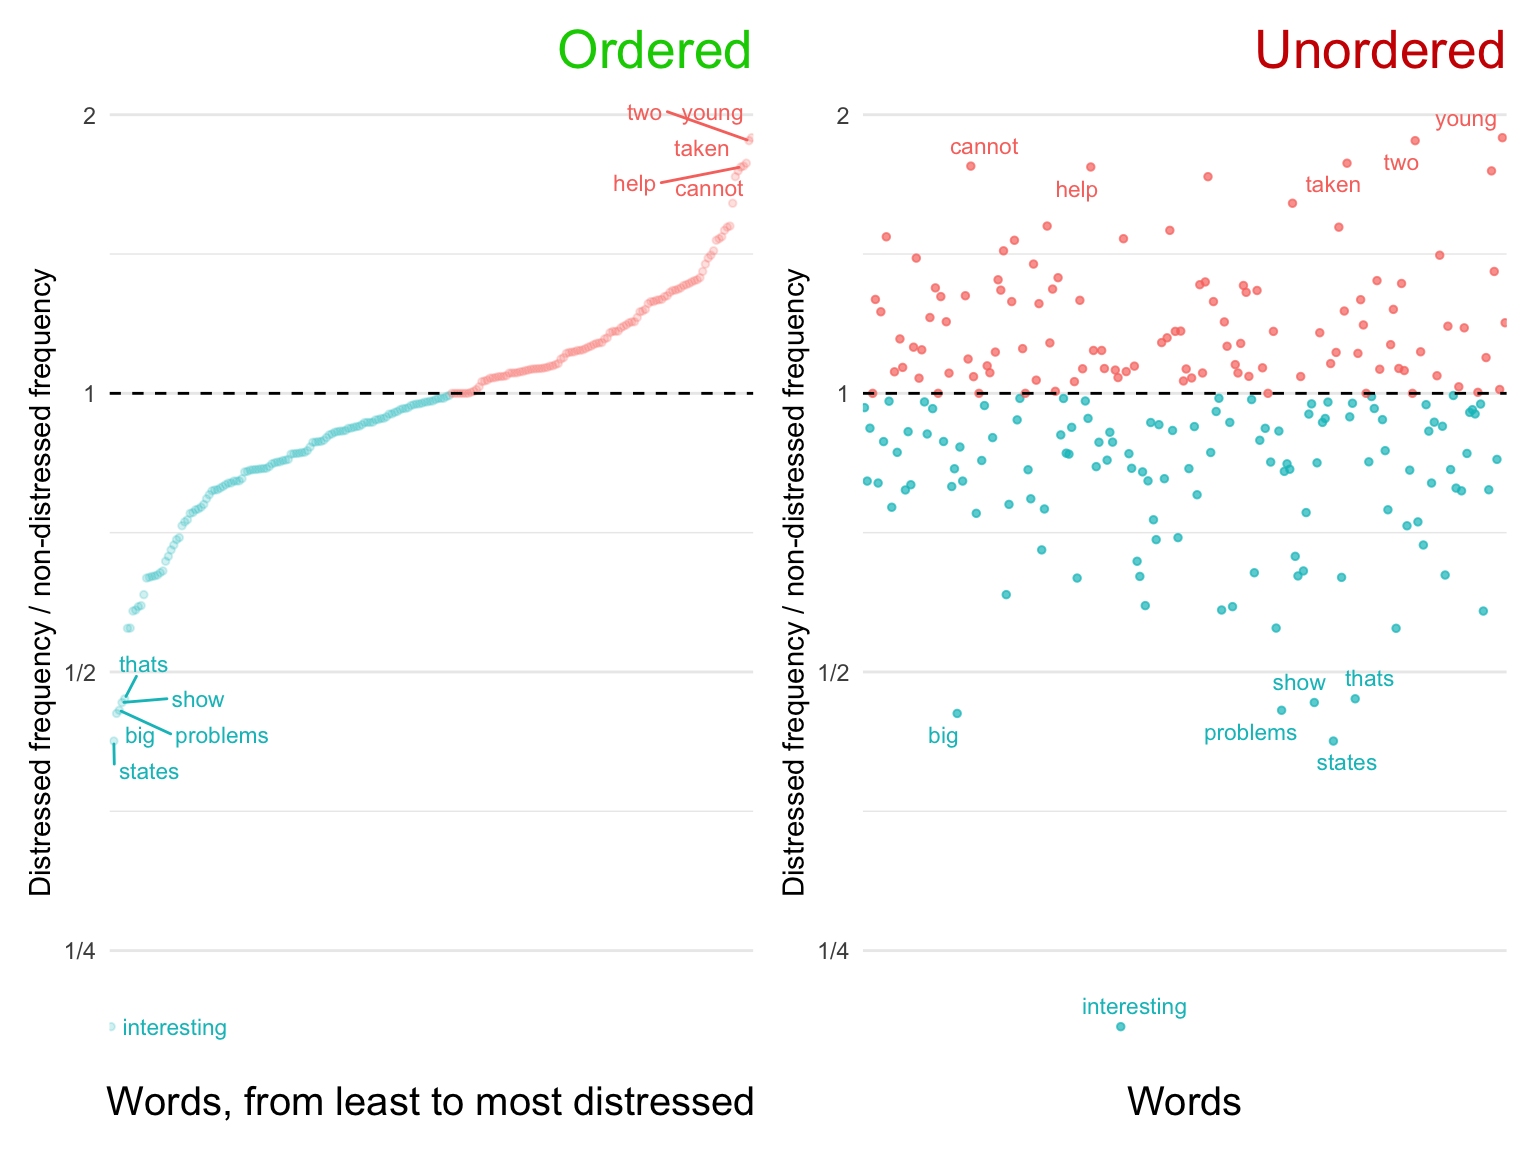 Ordered
2
two
young
taken
help
cannot
1
thats
1/2
show
big
problems
states
1/4
interesting
Distressed frequency / non-distressed frequency
Words, from least to most distressed
Unordered
2
young
cannot
two
taken
help
1
1/2
thats
show
problems
big
states
1/4
interesting
Distressed frequency / non-distressed frequency
Words